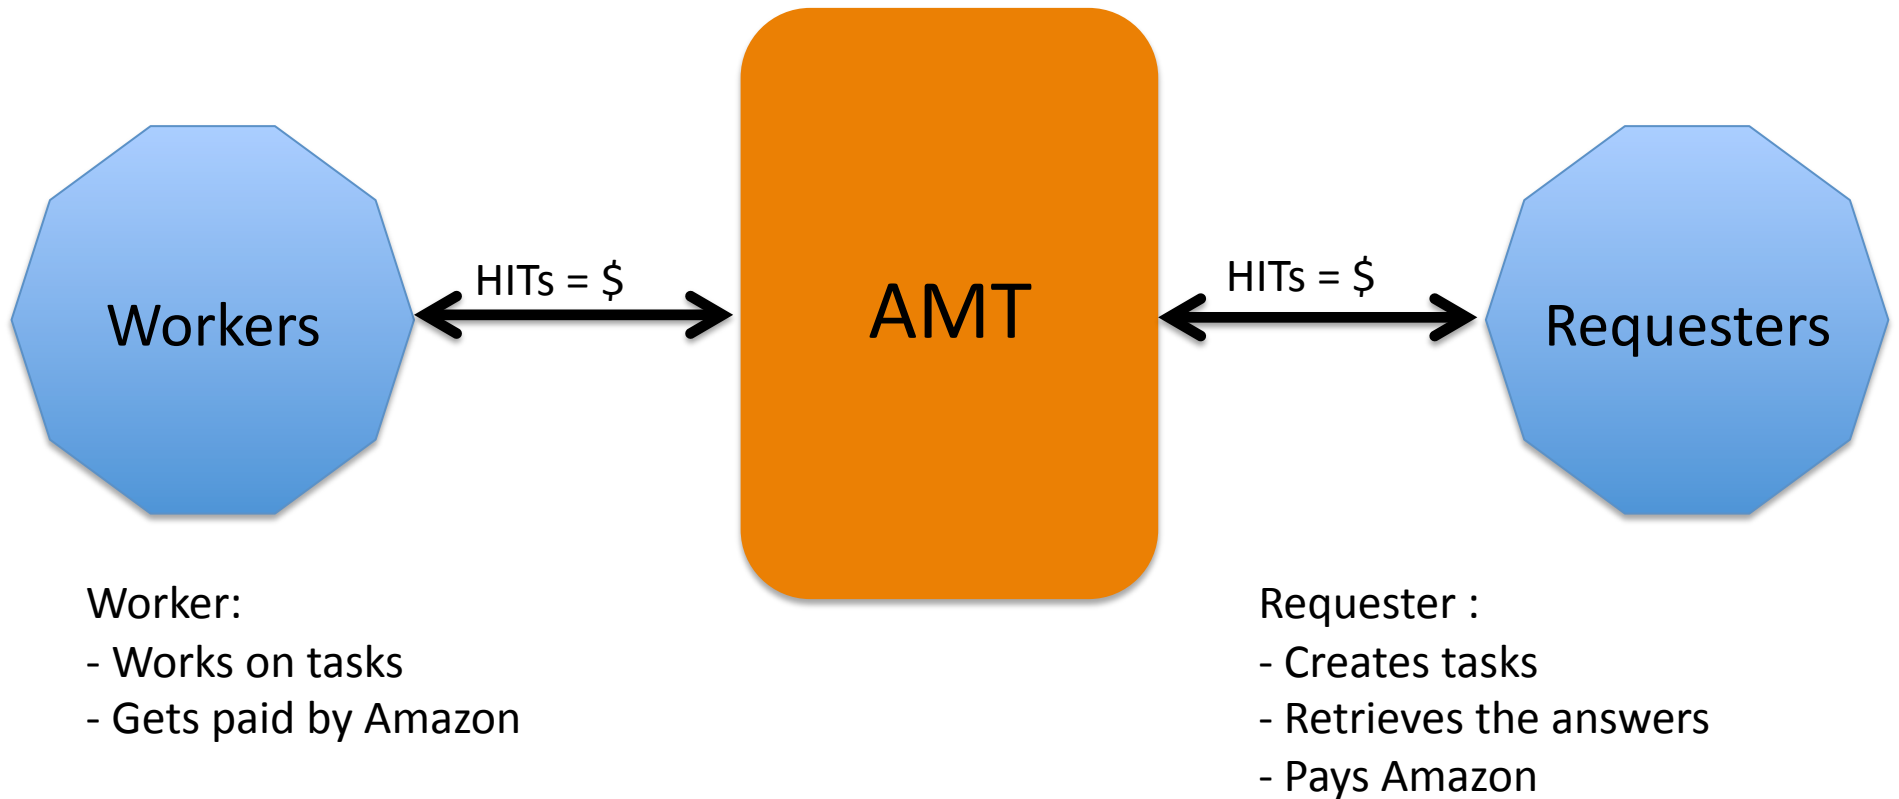 Workers
HITs = $
AMT
HITs = $
Requesters
Worker:
- Works on tasks
- Gets paid by Amazon
Requester :
- Creates tasks
- Retrieves the answers
- Pays Amazon